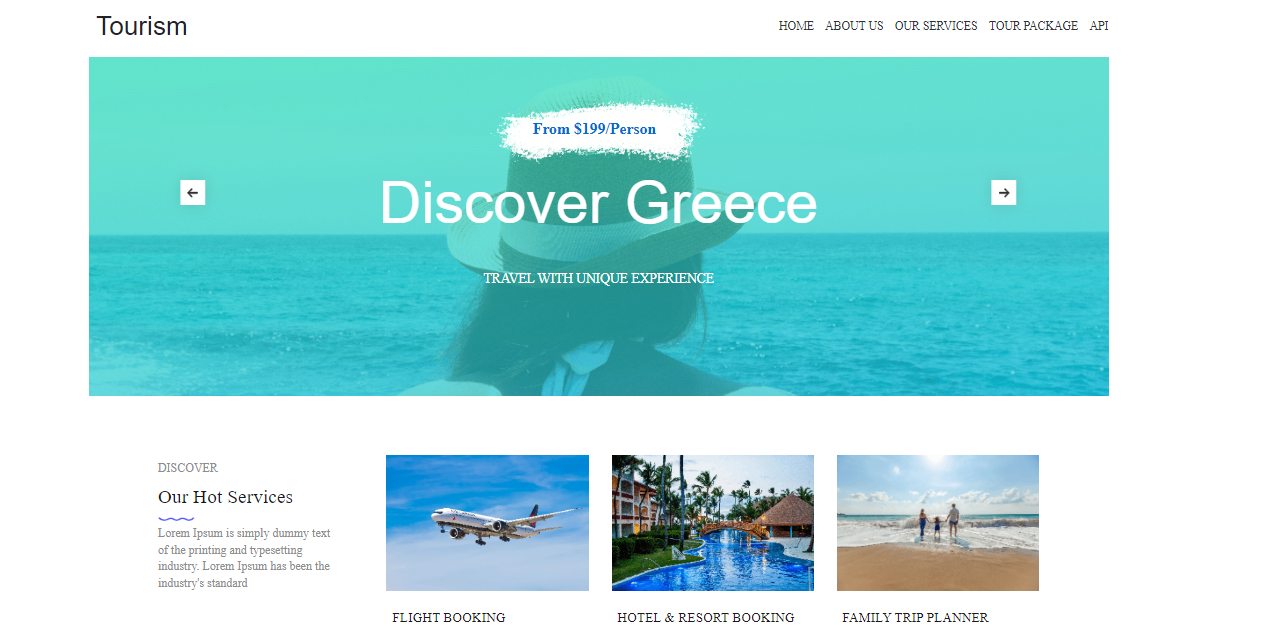 Tourism
HOME ABOUT US OUR SERVICES TOUR PACKAGE API
From $199/Person
Discover Greece
TRAVEL WITH UNIQUE EXPERIENCE
DISCOVER
Our Hot Services
Lorem Ipsum is simply dummy text
of the printing and typesetting
industry. Lorem Ipsum has been the
industry's standard
FLIGHT BOOKING
HOTEL & RESORT BOOKING
FAMILY TRIP PLANNER